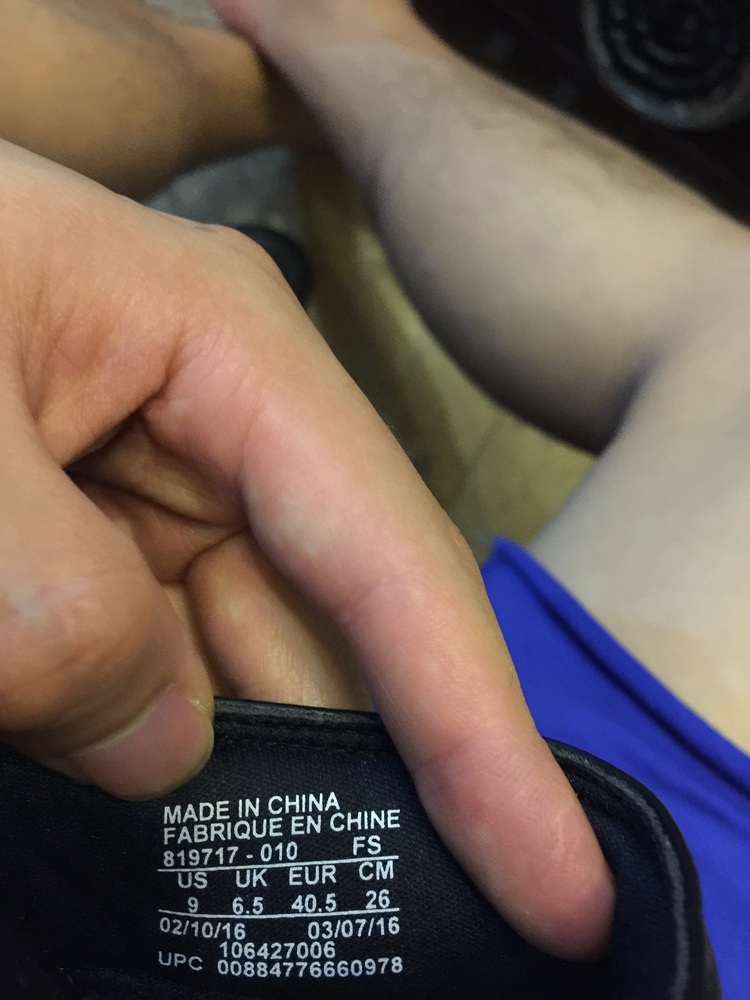 MADE IN CHINA
FABRIQUE EN CHINE
819717 - 010 FS
US UK EUR CM
9 6.5 40.5 26
02/10/16 03/07/16
106427006
UPC 00884776660978